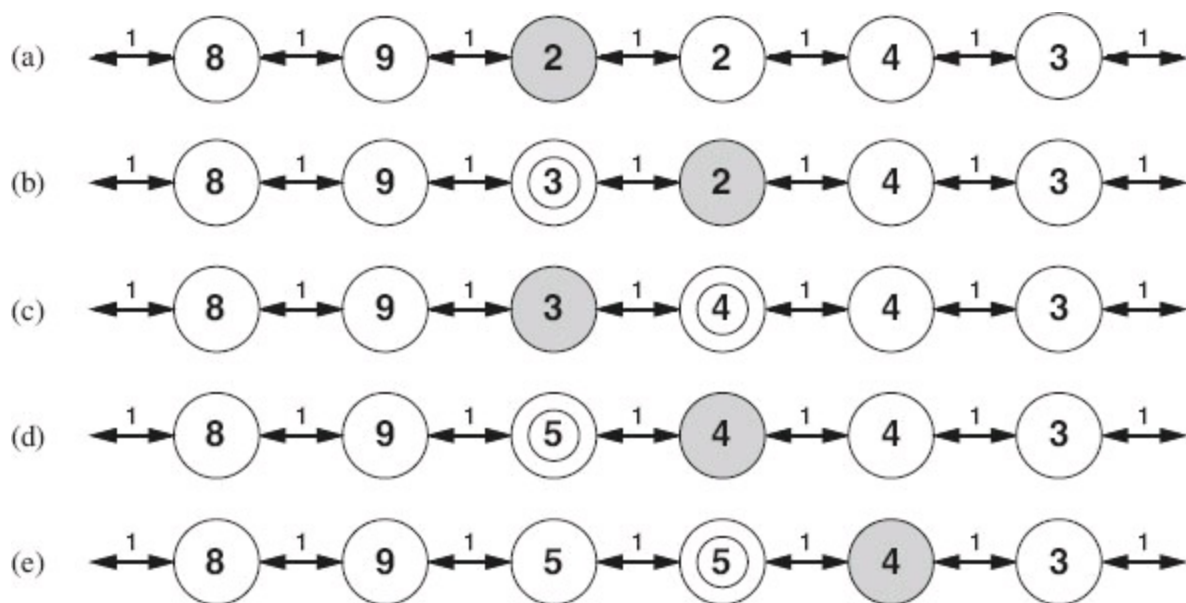 1 1 1 1 1 1 1
(a) 8 9 2 2 4 3
1 1 1 1 1 1 1
(b) 8 9 3 2 4 3
1 1 1 1 1 1 1
(c) 8 9 3 4 4 3
1 1 1 1 1 1 1
(d) 8 9 5 4 4 3
1 1 1 1 1 1 1
(e) 8 9 5 5 4 3